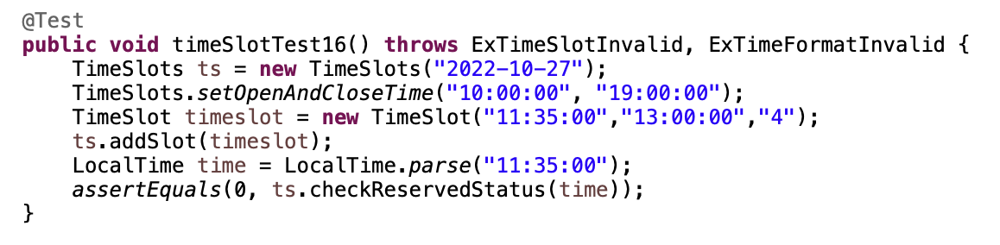 @Test
public void timeSlotTest16() throws ExTimeSlotInvalid, ExTimeFormatInvalid {
    TimeSlots ts = new TimeSlots("2022-10-27");
    TimeSlots.setOpenAndCloseTime("10:00:00", "19:00:00");
    TimeSlot timeslot = new TimeSlot("11:35:00","13:00:00","4");
    ts.addSlot(timeslot);
    LocalTime time = LocalTime.parse("11:35:00");
    assertEquals(0, ts.checkReservedStatus(time));
}